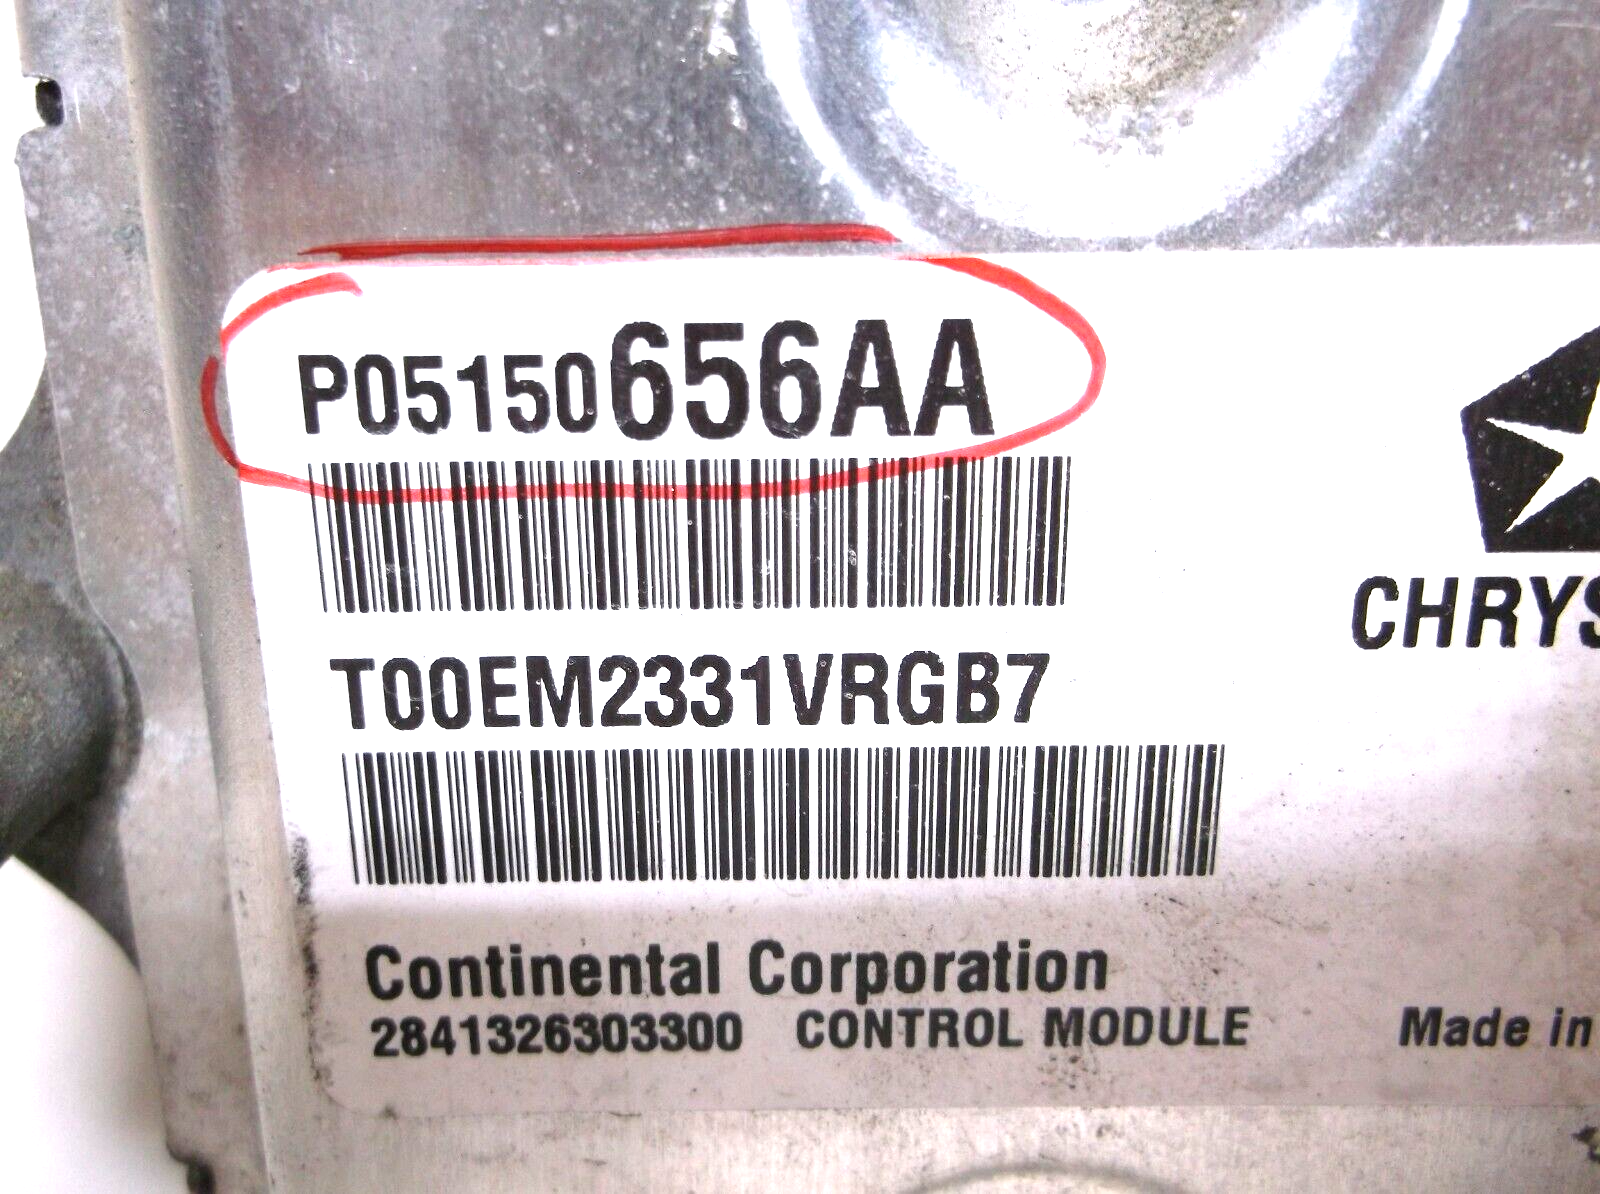 P05150656AA
CHRYS
T00EM2331VRGB7
Continental Corporation
2841326303300 CONTROL MODULE Made in